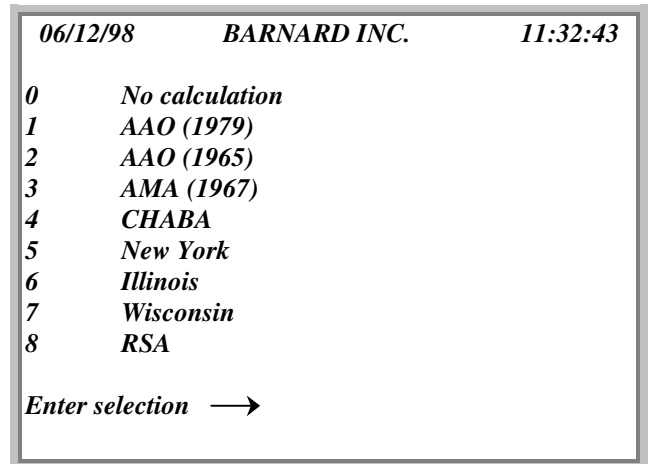 06/12/98 BARNARD INC. 11:32:43
0 No calculation
1 AAO (1979)
2 AAO (1965)
3 AMA (1967)
4 CHABA
5 New York
6 Illinois
7 Wisconsin
8 RSA
Enter selection →